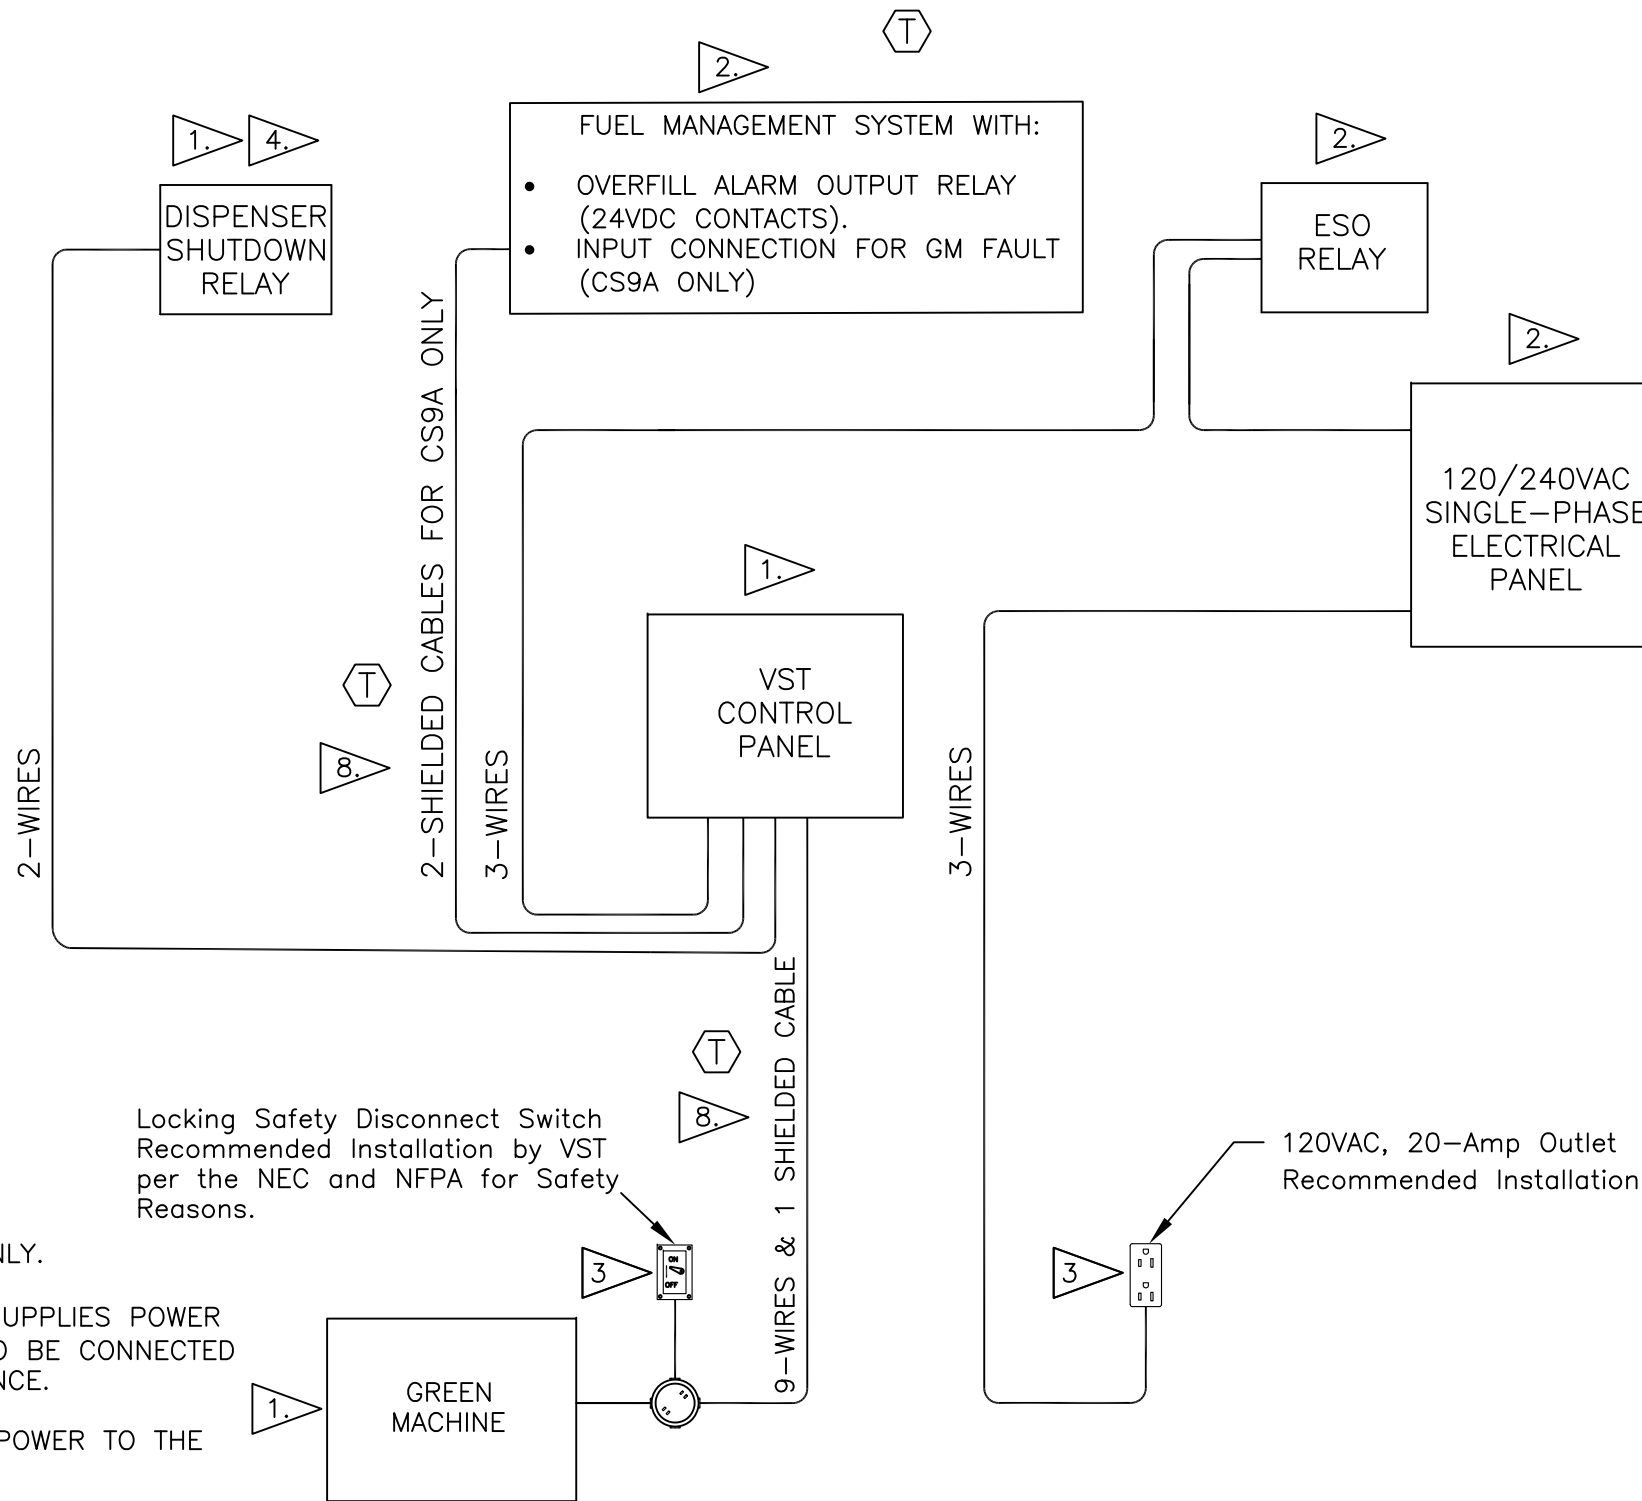 T
2.
1.
4.
2.
FUEL MANAGEMENT SYSTEM WITH:
• OVERFILL ALARM OUTPUT RELAY
(24VDC CONTACTS).
• INPUT CONNECTION FOR GM FAULT
(CS9A ONLY)
DISPENSER
SHUTDOWN
RELAY
ESO
RELAY
2.
120/240VAC
SINGLE-PHASE
ELECTRICAL
PANEL
1.
VST
CONTROL
PANEL
T
8.
2-WIRES
2-SHIELDED CABLES FOR CS9A ONLY
3-WIRES
3-WIRES
T
8.
9-WIRES & 1 SHIELDED CABLE
Locking Safety Disconnect Switch
Recommended Installation by VST
per the NEC and NFPA for Safety
Reasons.
120VAC, 20-Amp Outlet
Recommended Installation
3
ON
OFF
3
NLY.
UPPLIES POWER
O BE CONNECTED
NCE.
POWER TO THE
1.
GREEN
MACHINE